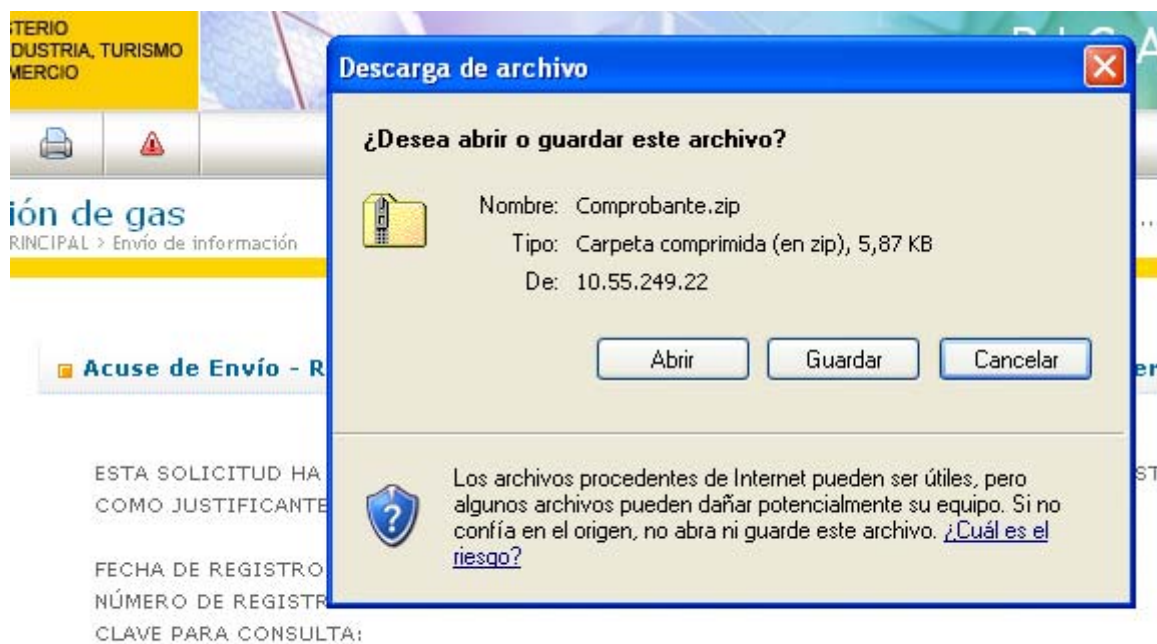 TERIO
DUSTRIA, TURISMO
MERCIO
Descarga de archivo
¿Desea abrir o guardar este archivo?
Nombre: Comprobante.zip
Tipo: Carpeta comprimida (en zip), 5,87 KB
De: 10.55.249.22
ión de gas
RINCIPAL > Envío de información
...
Abrir Guardar Cancelar
Acuse de Envío - R
er
ESTA SOLICITUD HA
ST
COMO JUSTIFICANTE
Los archivos procedentes de Internet pueden ser útiles, pero
algunos archivos pueden dañar potencialmente su equipo. Si no
confía en el origen, no abra ni guarde este archivo. ¿Cuál es el
riesgo?
FECHA DE REGISTRO
NÚMERO DE REGISTR
CLAVE PARA CONSULTA: